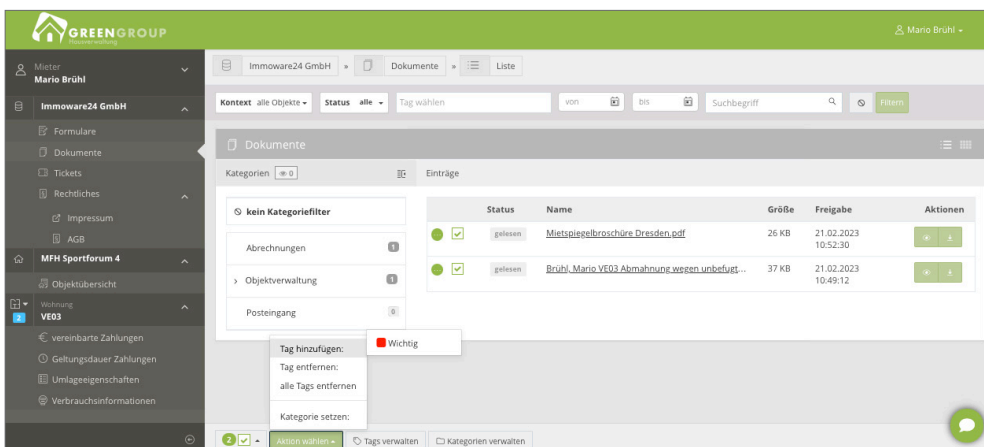 GREENGROUP
Hausverwaltung
Mario Brühl
Mieter
Mario Brühl
Immoware24 GmbH
Formulare
Dokumente
Tickets
Rechtliches
Impressum
AGB
MFH Sportforum 4
Objektübersicht
Wohnung
2 VE03
vereinbarte Zahlungen
Geltungsdauer Zahlungen
Umlageeigenschaften
Verbrauchsinformationen
Immoware24 GmbH » Dokumente » Liste
Kontext alle Objekte Status alle Tag wählen von bis Suchbegriff Filtern
Dokumente
Kategorien 0 Einträge
kein Kategoriefilter
Abrechnungen 1
Objektverwaltung 1
Posteingang 0
Status Name Größe Freigabe Aktionen
gelesen Mietspiegelbroschüre Dresden.pdf 26 KB 21.02.2023
10:52:30
gelesen Brühl, Mario VE03 Abmahnung wegen unbefugt... 37 KB 21.02.2023
10:49:12
Tag hinzufügen: Wichtig
Tag entfernen:
alle Tags entfernen
Kategorie setzen:
2 Aktion wählen Tags verwalten Kategorien verwalten